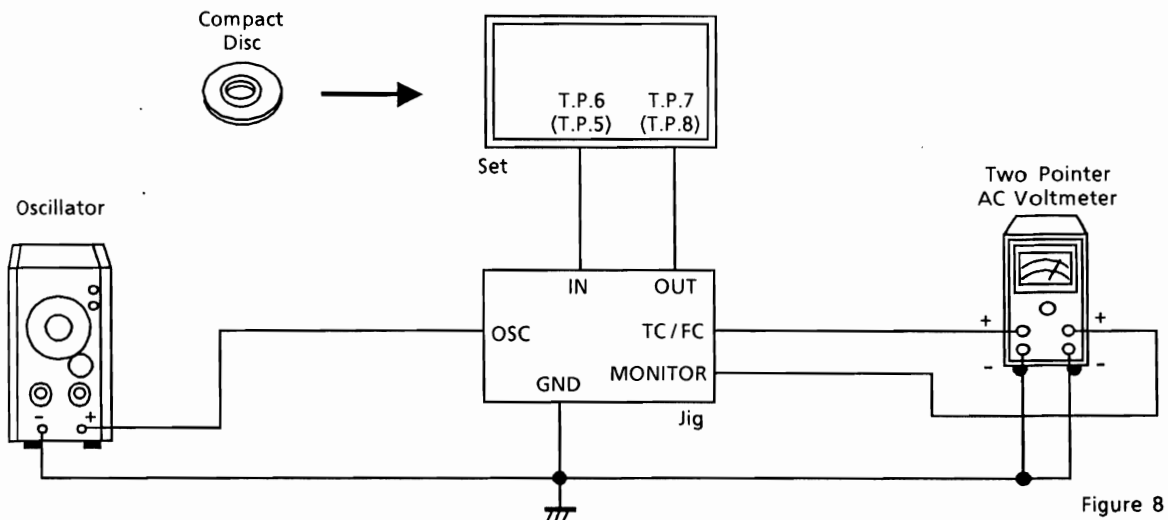 Compact
Disc
T.P.6 T.P.7
(T.P.5) (T.P.8)
Set
Two Pointer
AC Voltmeter
Oscillator
IN OUT
OSC TC/FC
+ +
- -
MONITOR
GND
Jig
- +
Figure 8